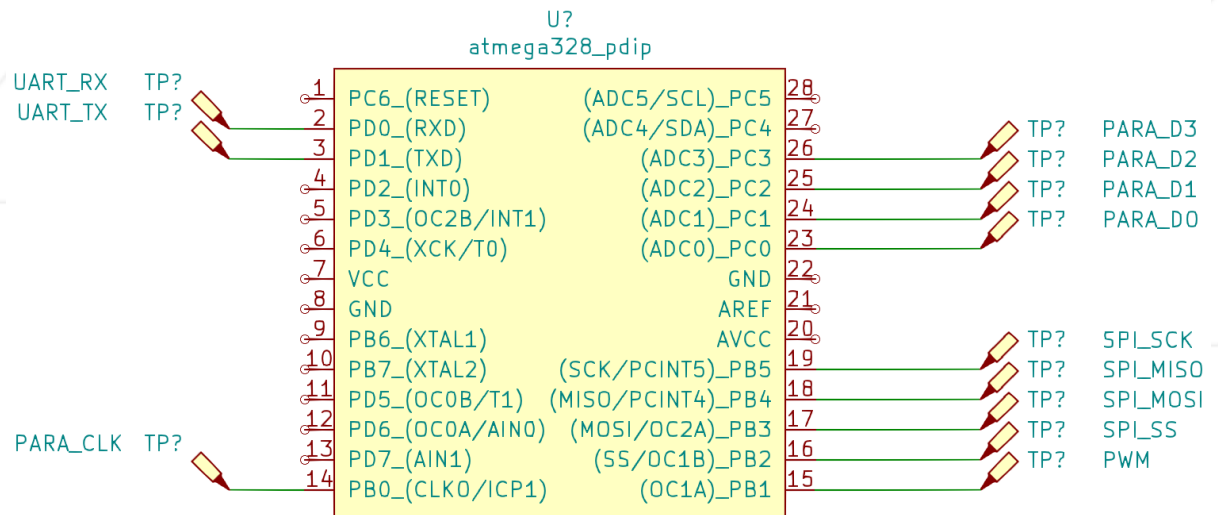 U?
atmega328_pdip
UART_RX TP?
UART_TX TP?
1 PC6_(RESET) (ADC5/SCL)_PC5 28
2 PD0_(RXD) (ADC4/SDA)_PC4 27
3 PD1_(TXD) (ADC3)_PC3 26 TP? PARA_D3
4 PD2_(INT0) (ADC2)_PC2 25 TP? PARA_D2
5 PD3_(OC2B/INT1) (ADC1)_PC1 24 TP? PARA_D1
6 PD4_(XCK/T0) (ADC0)_PC0 23 TP? PARA_D0
7 VCC GND 22
8 GND AREF 21
9 PB6_(XTAL1) AVCC 20
10 PB7_(XTAL2) (SCK/PCINT5)_PB5 19 TP? SPI_SCK
11 PD5_(OC0B/T1) (MISO/PCINT4)_PB4 18 TP? SPI_MISO
12 PD6_(OC0A/AIN0) (MOSI/OC2A)_PB3 17 TP? SPI_MOSI
13 PD7_(AIN1) (SS/OC1B)_PB2 16 TP? SPI_SS
PARA_CLK TP?
14 PB0_(CLKO/ICP1) (OC1A)_PB1 15 TP? PWM